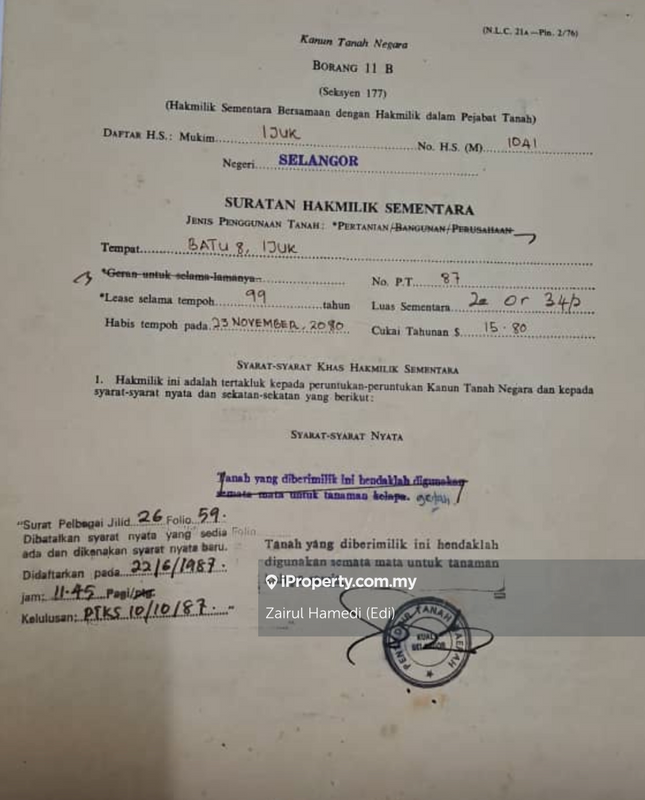 (N.L.C. 21A—Pin. 2/76)
Kanun Tanah Negara
BORANG 11 B
(Seksyen 177)
(Hakmilik Sementara Bersamaan dengan Hakmilik dalam Pejabat Tanah)
DAFTAR H.S.: Mukim IJUK No. H.S. (M) 1041
Negeri SELANGOR
SURATAN HAKMILIK SEMENTARA
JENIS PENGGUNAAN TANAH: *PERTANIAN/BANGUNAN/PERUSAHAAN
Tempat BATU 8, IJUK
*Geran untuk selama-lamanya No. P.T. 87
*Lease selama tempoh 99 tahun Luas Sementara 2a 0r 34p
Habis tempoh pada 23 NOVEMBER, 2080 Cukai Tahunan $ 15.80
SYARAT-SYARAT KHAS HAKMILIK SEMENTARA
1. Hakmilik ini adalah tertakluk kepada peruntukan-peruntukan Kanun Tanah Negara dan kepada
syarat-syarat nyata dan sekatan-sekatan yang berikut:
SYARAT-SYARAT NYATA
Tanah yang diberimilik ini hendaklah digunakan
semata mata untuk tanaman kelapa. getah
"Surat Pelbagai Jilid 26 Folio 59.
Dibatalkan syarat nyata yang sedia Folio
ada dan dikenakan syarat nyata baru.
Didaftarkan pada 22/6/1987.
jam: 11.45 Pagi/ptg
Kelulusan: PTKS 10/10/87."
Tanah yang diberimilik ini hendaklah
digunakan semata mata untuk tanaman
iProperty.com.my
Zairul Hamedi (Edi)
TANAH DAERAH
KUALA
SELANGOR